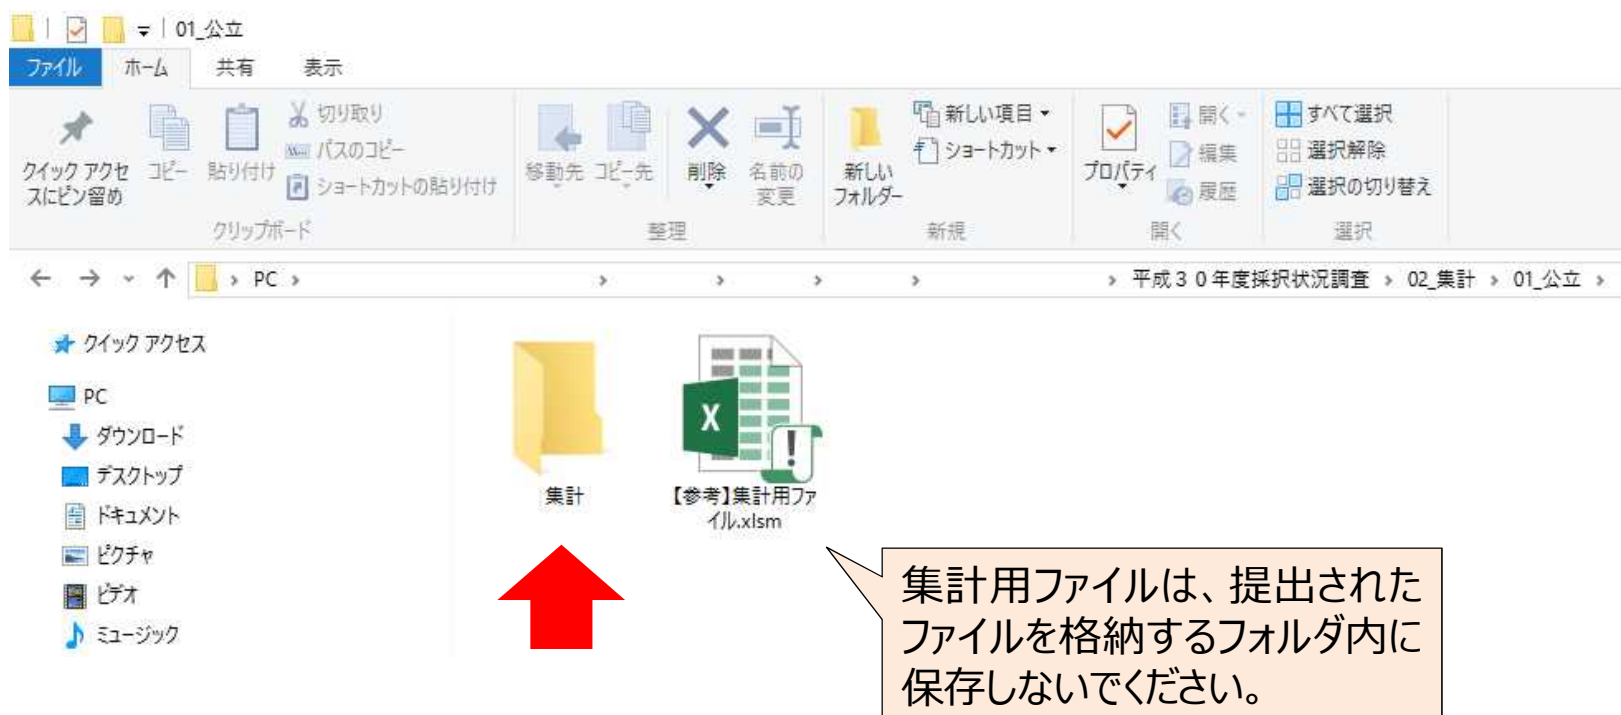 01_公立
ファイル ホーム 共有 表示
クイック アクセスにピン留め
コピー
貼り付け
切り取り
パスのコピー
ショートカットの貼り付け
クリップボード
移動先
コピー先
削除
名前の変更
整理
新しいフォルダー
新しい項目
ショートカット
新規
プロパティ
開く
編集
履歴
開く
すべて選択
選択解除
選択の切り替え
選択
PC 平成30年度採択状況調査 02_集計 01_公立
クイック アクセス
PC
ダウンロード
デスクトップ
ドキュメント
ピクチャ
ビデオ
ミュージック
集計
【参考】集計用ファ
イル.xlsm
集計用ファイルは、提出された
ファイルを格納するフォルダ内に
保存しないでください。